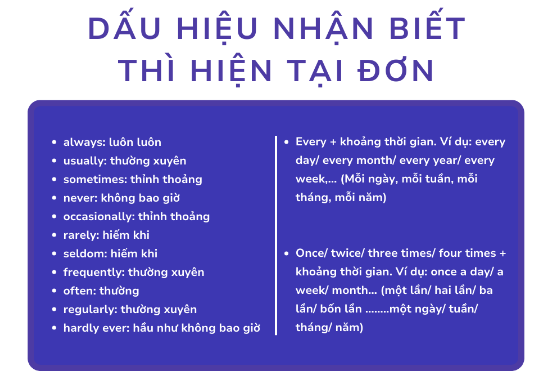 DẤU HIỆU NHẬN BIẾT
THÌ HIỆN TẠI ĐƠN
always: luôn luôn
usually: thường xuyên
sometimes: thỉnh thoảng
never: không bao giờ
occasionally: thỉnh thoảng
rarely: hiếm khi
seldom: hiếm khi
frequently: thường xuyên
often: thường
regularly: thường xuyên
hardly ever: hầu như không bao giờ
Every + khoảng thời gian. Ví dụ: every
day/ every month/ every year/ every
week,... (Mỗi ngày, mỗi tuần, mỗi
tháng, mỗi năm)
Once/ twice/ three times/ four times +
khoảng thời gian. Ví dụ: once a day/ a
week/ month... (một lần/ hai lần/ ba
lần/ bốn lần ........một ngày/ tuần/
tháng/ năm)